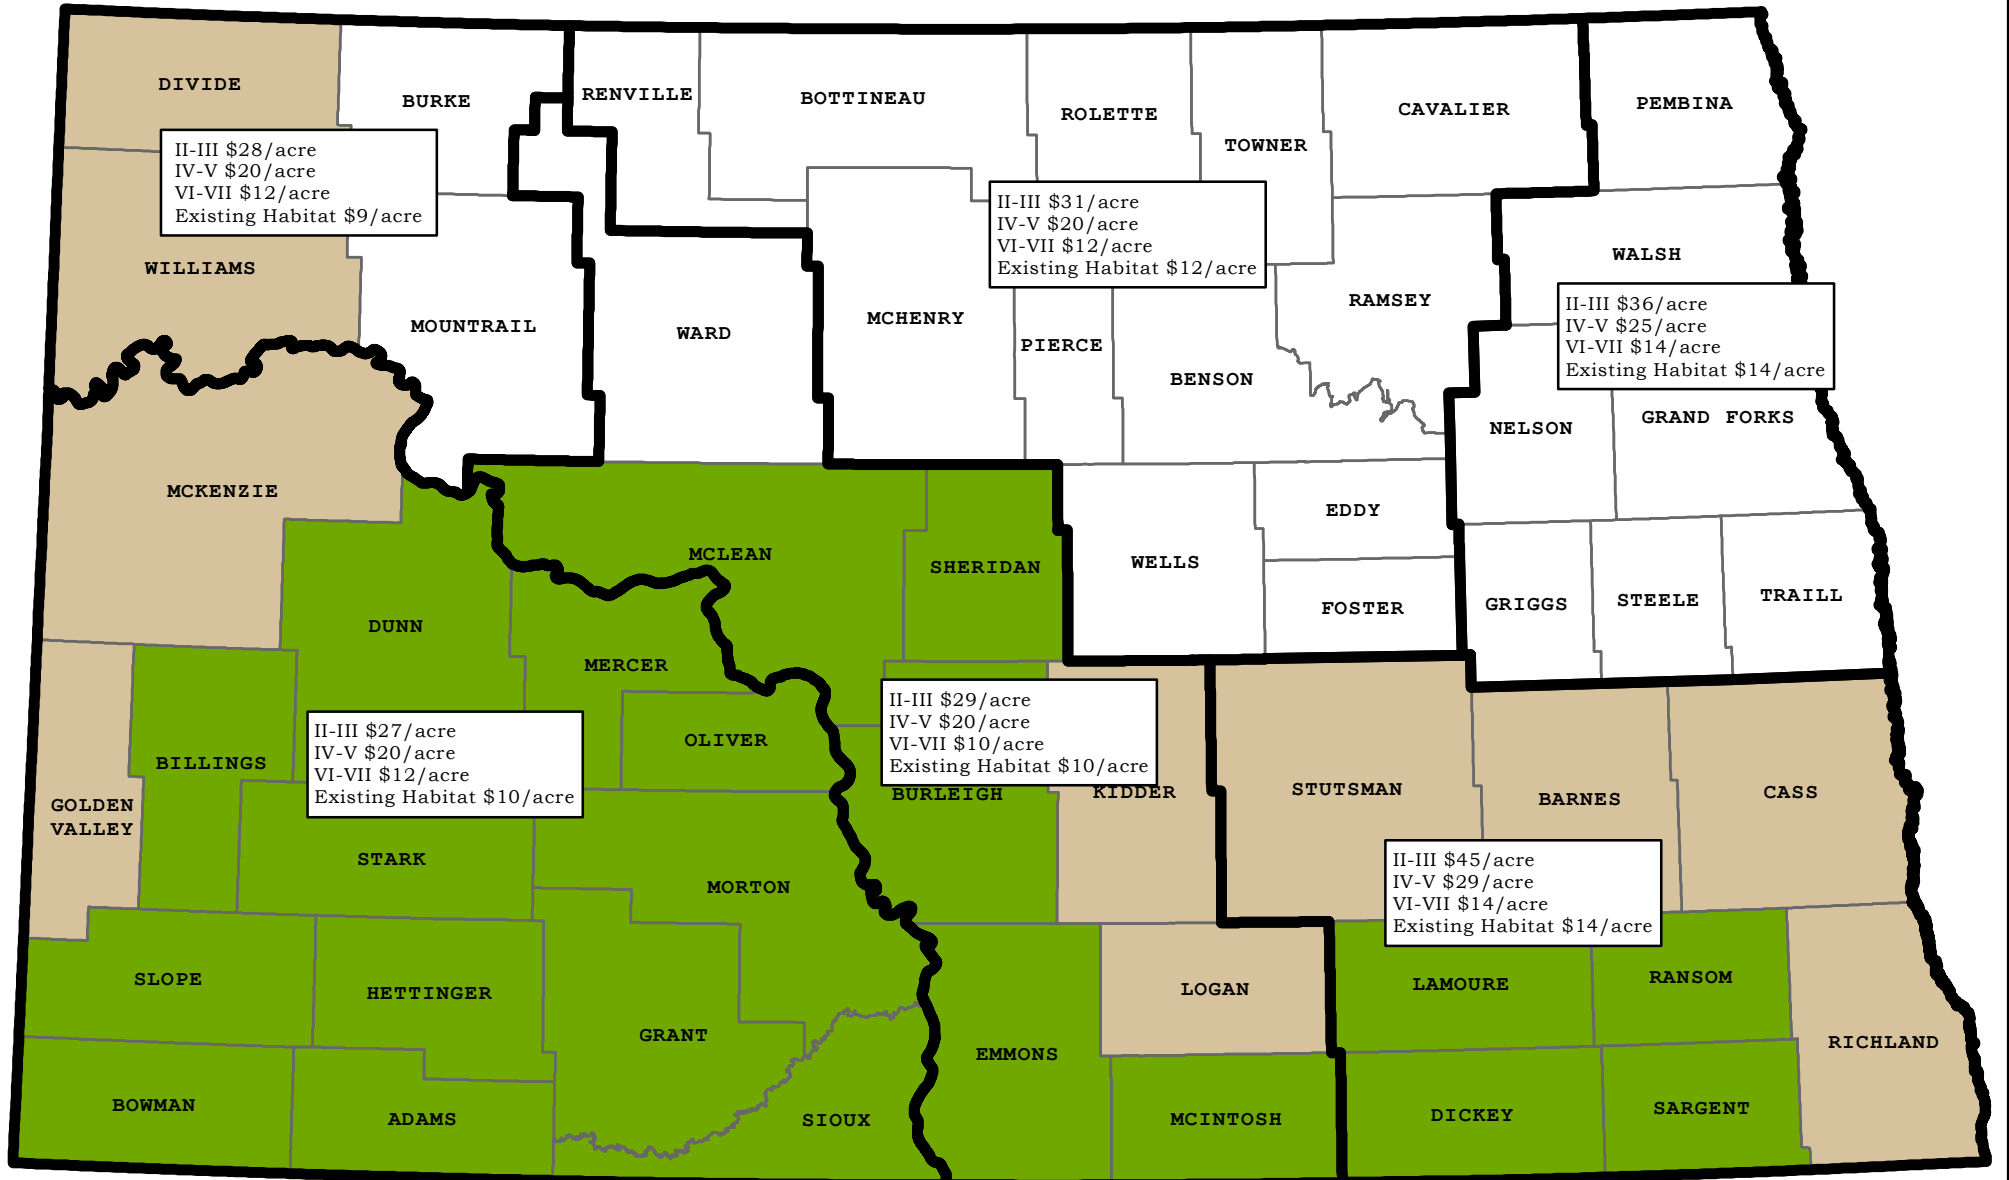 DIVIDE
BURKE
RENVILLE
BOTTINEAU
ROLETTE
TOWNER
CAVALIER
PEMBINA
II-III $28/acre
IV-V $20/acre
VI-VII $12/acre
Existing Habitat $9/acre
II-III $31/acre
IV-V $20/acre
VI-VII $12/acre
Existing Habitat $12/acre
WILLIAMS
MOUNTRAIL
WARD
MCHENRY
PIERCE
BENSON
RAMSEY
WALSH
II-III $36/acre
IV-V $25/acre
VI-VII $14/acre
Existing Habitat $14/acre
NELSON
GRAND FORKS
MCKENZIE
DUNN
MCLEAN
SHERIDAN
WELLS
EDDY
FOSTER
GRIGGS
STEELE
TRAILL
MERCER
OLIVER
II-III $27/acre
IV-V $20/acre
VI-VII $12/acre
Existing Habitat $10/acre
II-III $29/acre
IV-V $20/acre
VI-VII $10/acre
Existing Habitat $10/acre
GOLDEN
VALLEY
BILLINGS
STARK
MORTON
BURLEIGH
KIDDER
STUTSMAN
BARNES
CASS
II-III $45/acre
IV-V $29/acre
VI-VII $14/acre
Existing Habitat $14/acre
SLOPE
HETTINGER
GRANT
EMMONS
LOGAN
LAMOURE
RANSOM
RICHLAND
BOWMAN
ADAMS
SIOUX
MCINTOSH
DICKEY
SARGENT